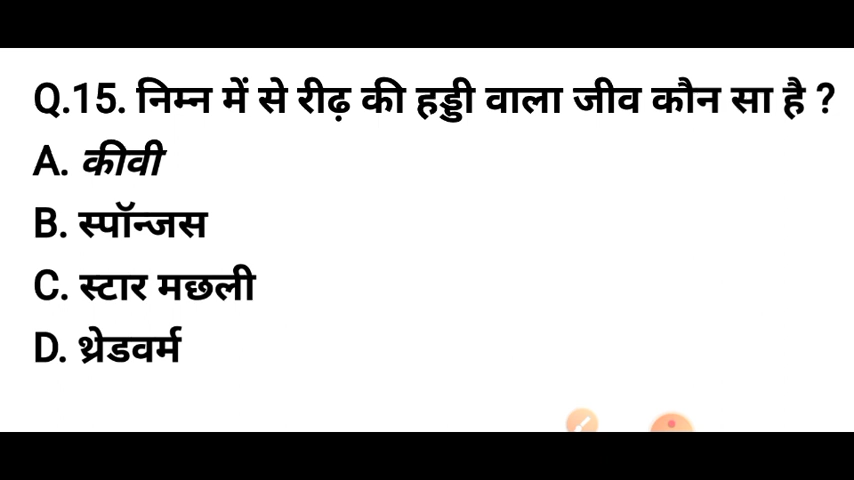 Q.15. निम्न में से रीढ़ की हड्डी वाला जीव कौन सा है ?
A. कीवी
B. स्पॉन्जस
C. स्टार मछली
D. थ्रेडवर्म